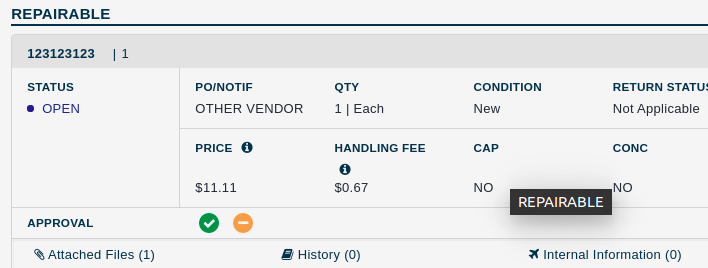 REPAIRABLE
123123123 | 1
STATUS PO/NOTIF QTY CONDITION RETURN STATUS
OPEN OTHER VENDOR 1 | Each New Not Applicable
PRICE HANDLING FEE CAP CONC
$11.11 $0.67 NO NO
REPAIRABLE
APPROVAL
Attached Files (1) History (0) Internal Information (0)